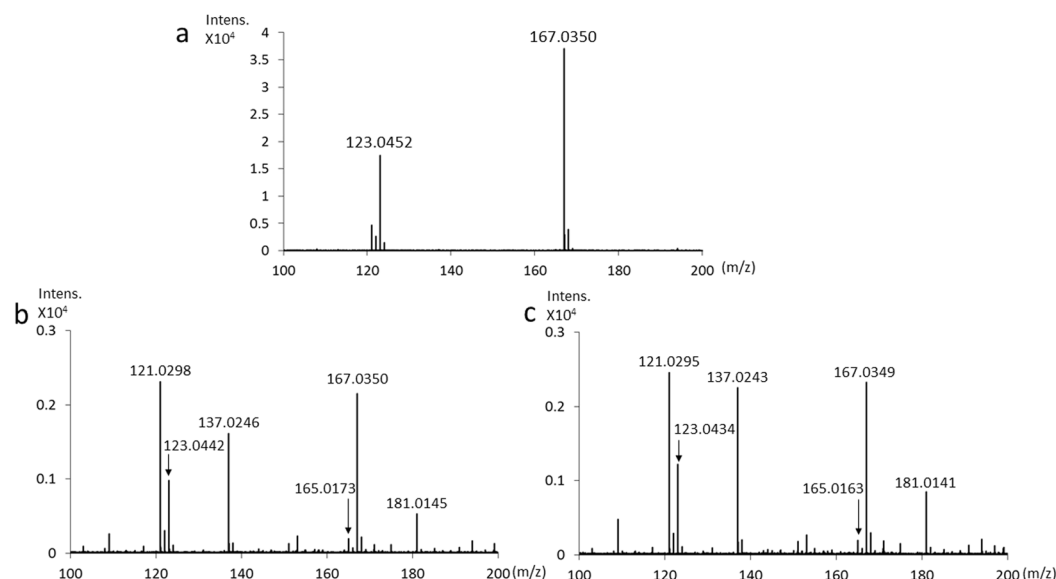 a
Intens.
X10⁴
4
3.5
3
2.5
2
1.5
1
0.5
0
167.0350
123.0452
100 120 140 160 180 200 (m/z)
b
Intens.
X10⁴
0.3
0.2
0.1
0
121.0298
167.0350
137.0246
123.0442
165.0173
181.0145
100 120 140 160 180 200 (m/z)
c
Intens.
X10⁴
0.3
0.2
0.1
0
121.0295
167.0349
137.0243
123.0434
165.0163
181.0141
100 120 140 160 180 200 (m/z)